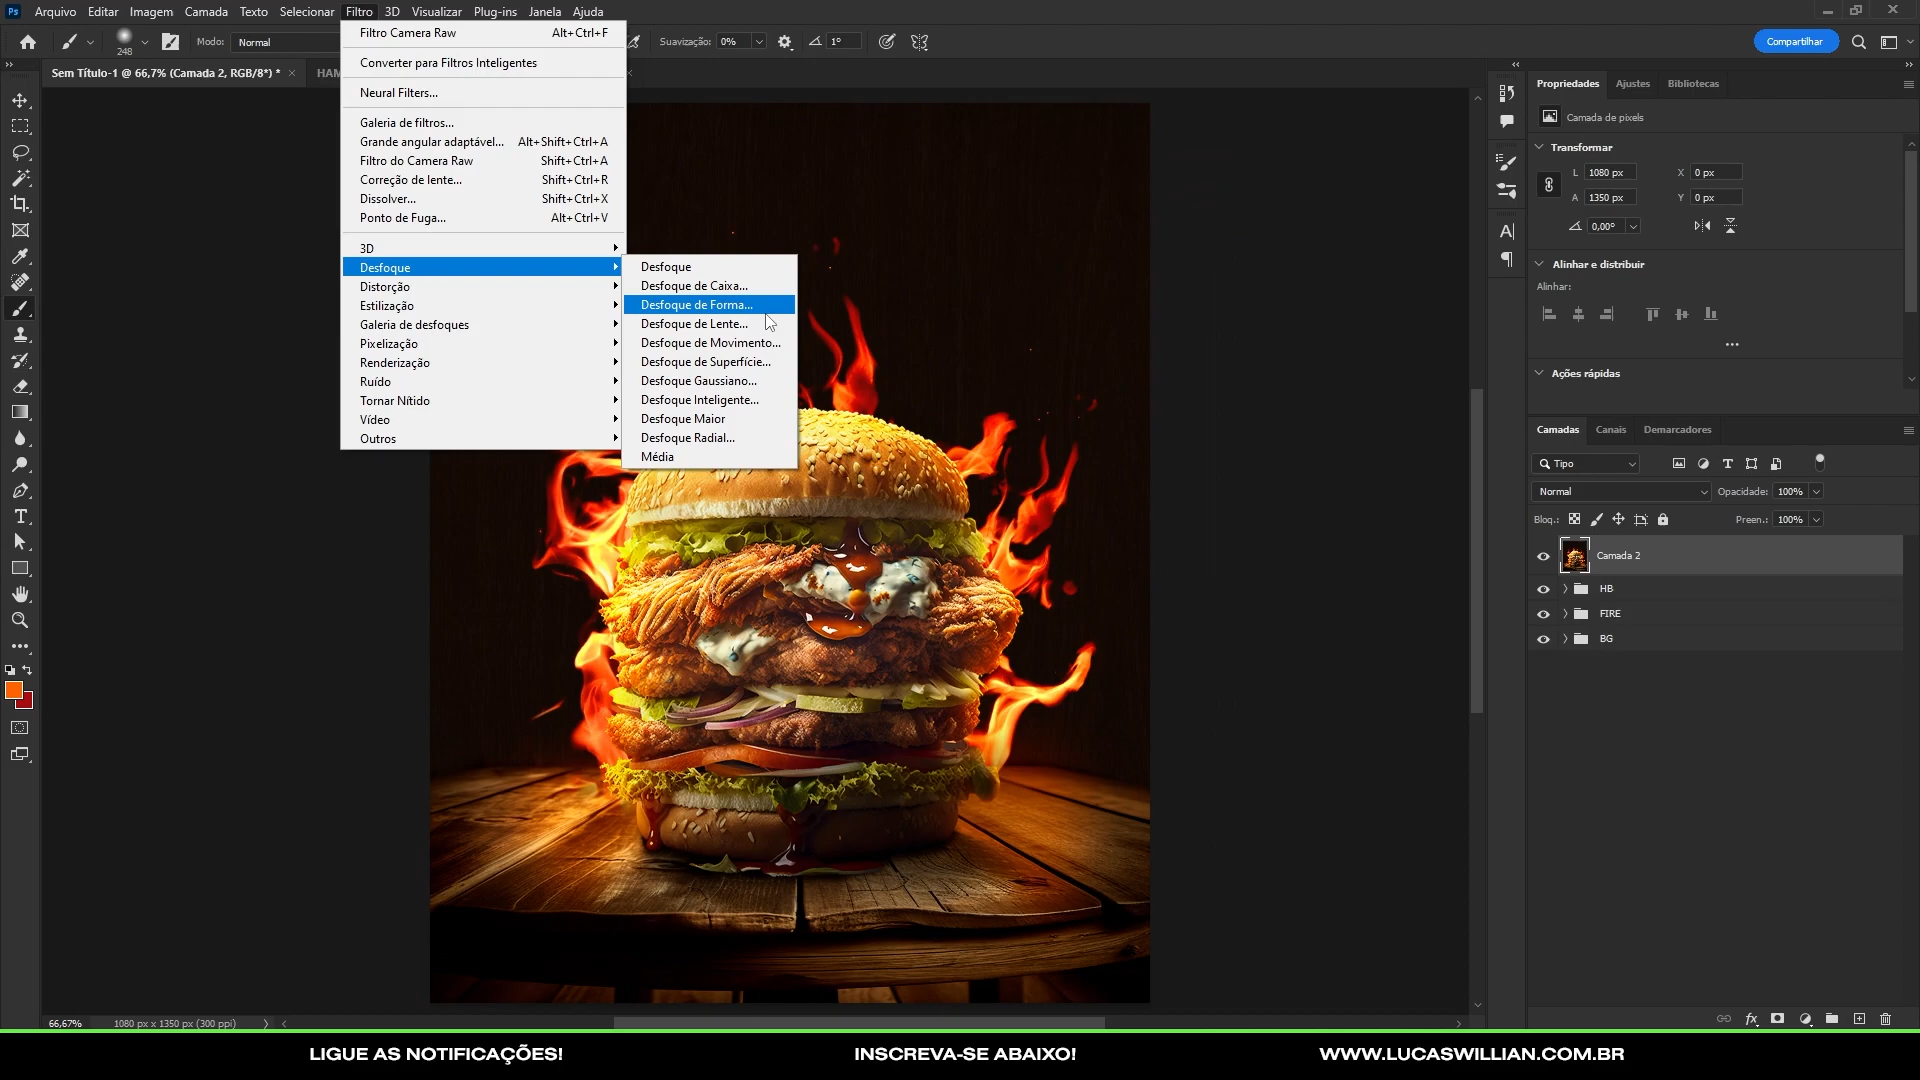 Ps Arquivo Editar Imagem Camada Texto Selecionar Filtro 3D Visualizar Plug-ins Janela Ajuda
248 Modo: Normal Suavização: 0% 1° Compartilhar
Sem Título-1 @ 66,7% (Camada 2, RGB/8*) * × HAM ×
Filtro Camera Raw Alt+Ctrl+F
Converter para Filtros Inteligentes
Neural Filters...
Galeria de filtros...
Grande angular adaptável... Alt+Shift+Ctrl+A
Filtro do Camera Raw Shift+Ctrl+A
Correção de lente... Shift+Ctrl+R
Dissolver... Shift+Ctrl+X
Ponto de Fuga... Alt+Ctrl+V
3D
Desfoque
Distorção
Estilização
Galeria de desfoques
Pixelização
Renderização
Ruído
Tornar Nítido
Vídeo
Outros
Desfoque
Desfoque de Caixa...
Desfoque de Forma...
Desfoque de Lente...
Desfoque de Movimento...
Desfoque de Superfície...
Desfoque Gaussiano...
Desfoque Inteligente...
Desfoque Maior
Desfoque Radial...
Média
Propriedades Ajustes Bibliotecas
Camada de pixels
Transformar
L 1080 px X 0 px
A 1350 px Y 0 px
0,00°
Alinhar e distribuir
Alinhar:
Ações rápidas
Camadas Canais Demarcadores
Tipo
Normal Opacidade: 100%
Bloq.: Preen.: 100%
Camada 2
HB
FIRE
BG
66,67% 1080 px x 1350 px (300 ppi)
LIGUE AS NOTIFICAÇÕES! INSCREVA-SE ABAIXO! WWW.LUCASWILLIAN.COM.BR